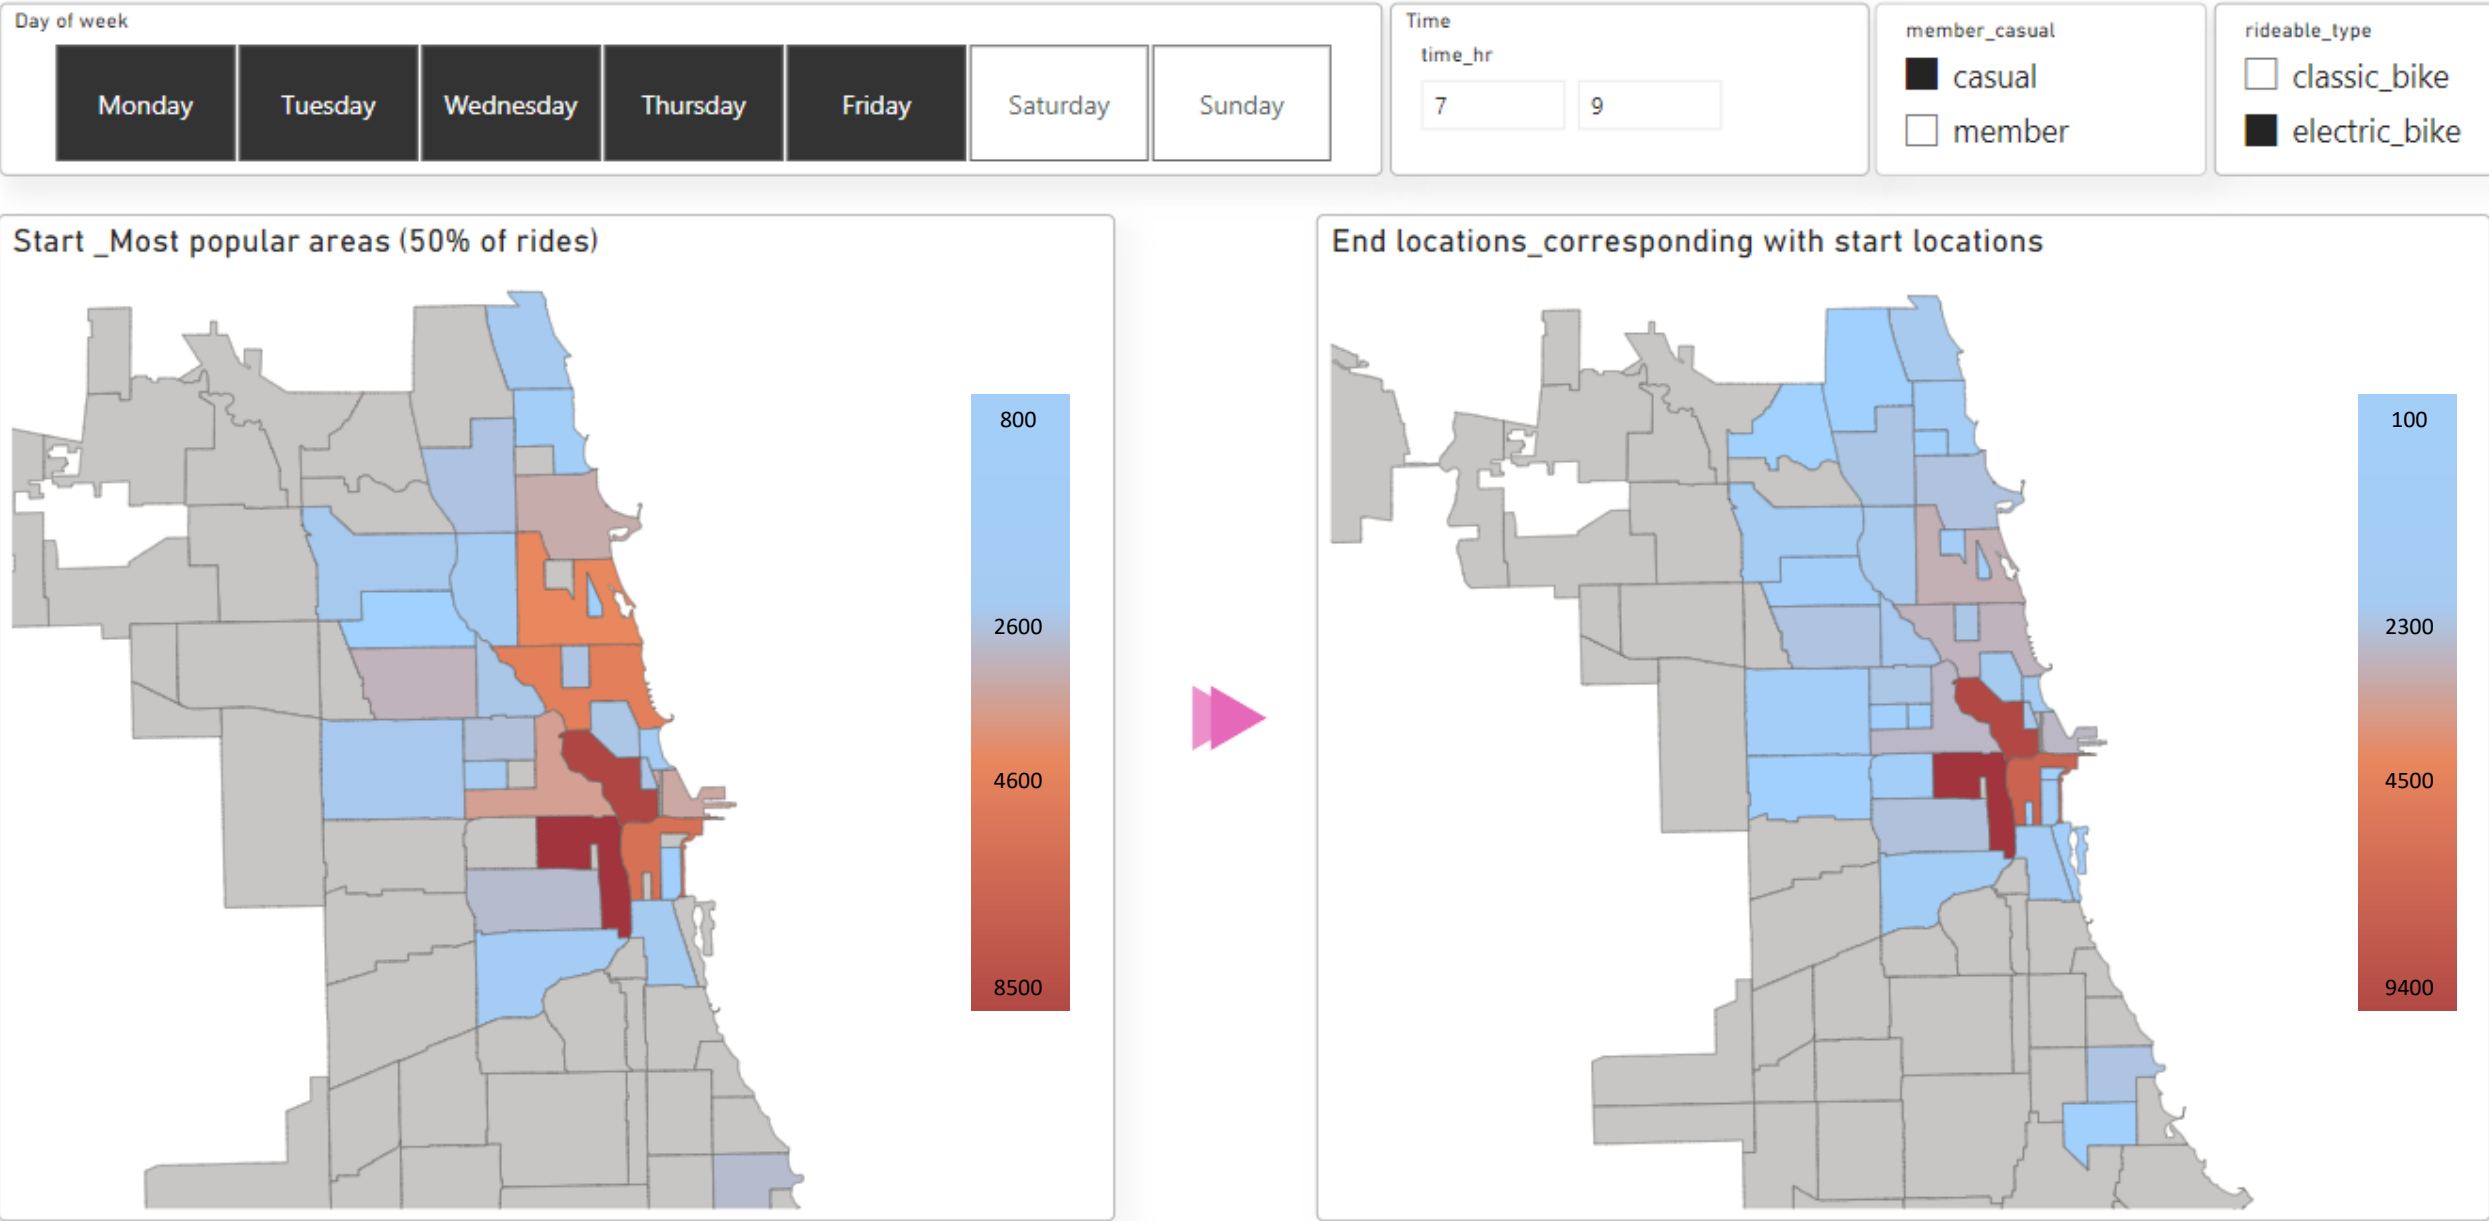 Day of week
Monday Tuesday Wednesday Thursday Friday Saturday Sunday
Time
time_hr
7 9
member_casual
casual
member
rideable_type
classic_bike
electric_bike
Start _Most popular areas (50% of rides)
800
2600
4600
8500
End locations_corresponding with start locations
100
2300
4500
9400